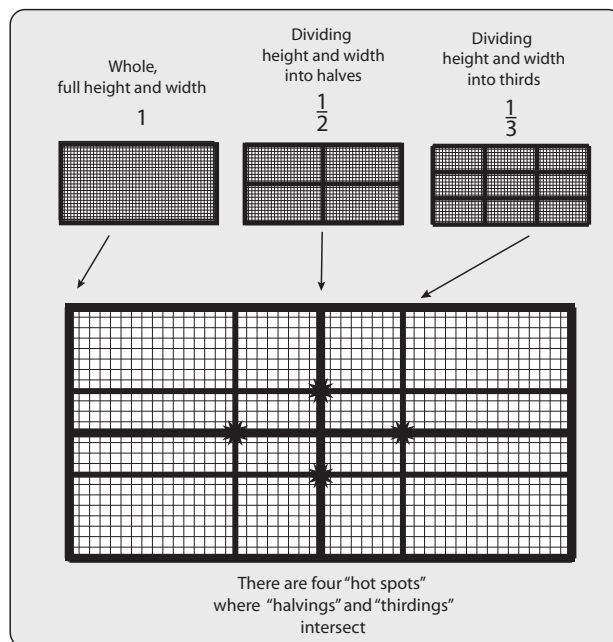 Whole,
full height and width
1
Dividing
height and width
into halves
1
2
Dividing
height and width
into thirds
1
3
There are four “hot spots”
where “halvings” and “thirdings”
intersect